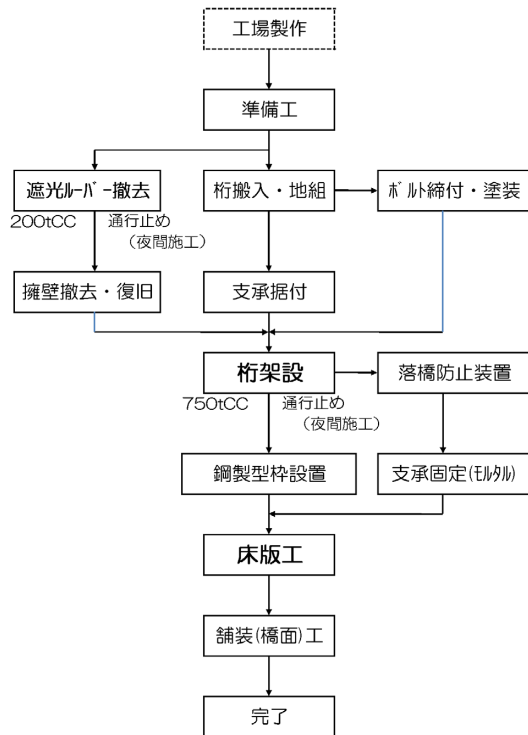 工場製作
準備工
遮光ﾙｰﾊﾞｰ撤去
桁搬入・地組
ﾎﾞﾙﾄ締付・塗装
200tCC
通行止め
（夜間施工）
擁壁撤去・復旧
支承据付
桁架設
落橋防止装置
750tCC
通行止め
（夜間施工）
鋼製型枠設置
支承固定(ﾓﾙﾀﾙ)
床版工
舗装(橋面)工
完了